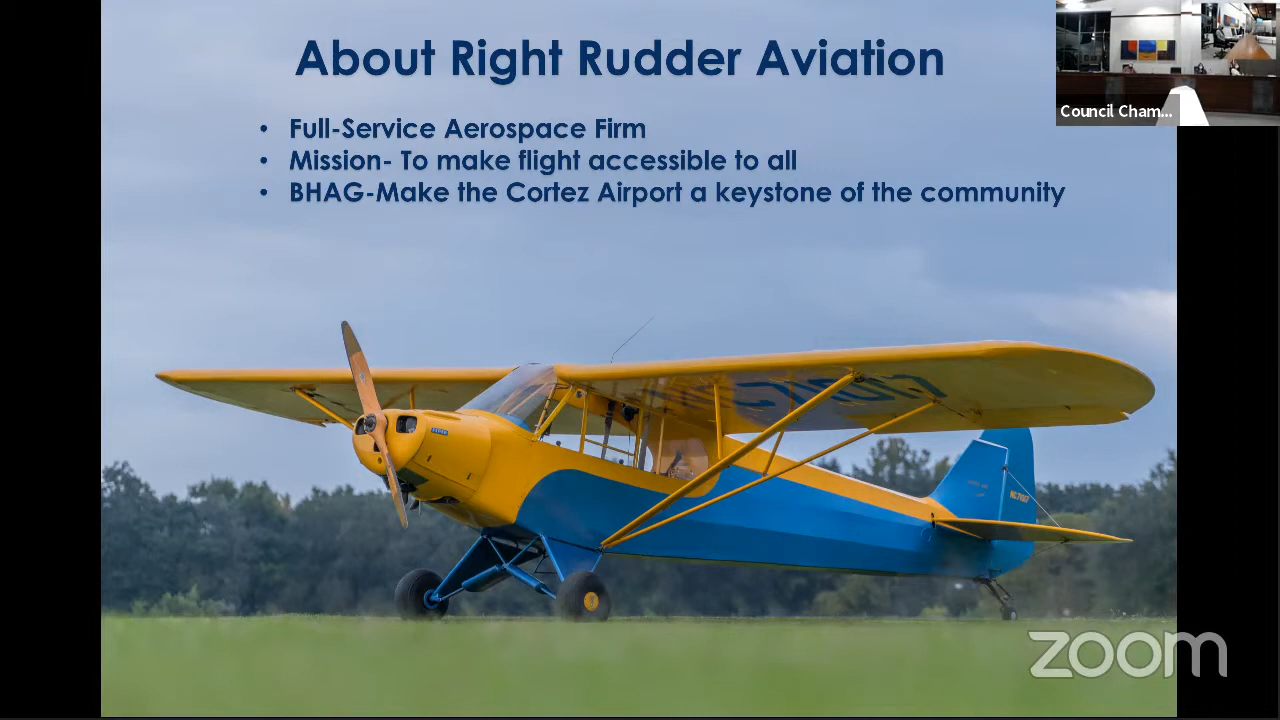 About Right Rudder Aviation
• Full-Service Aerospace Firm
• Mission- To make flight accessible to all
• BHAG-Make the Cortez Airport a keystone of the community
Council Cham...
zoom